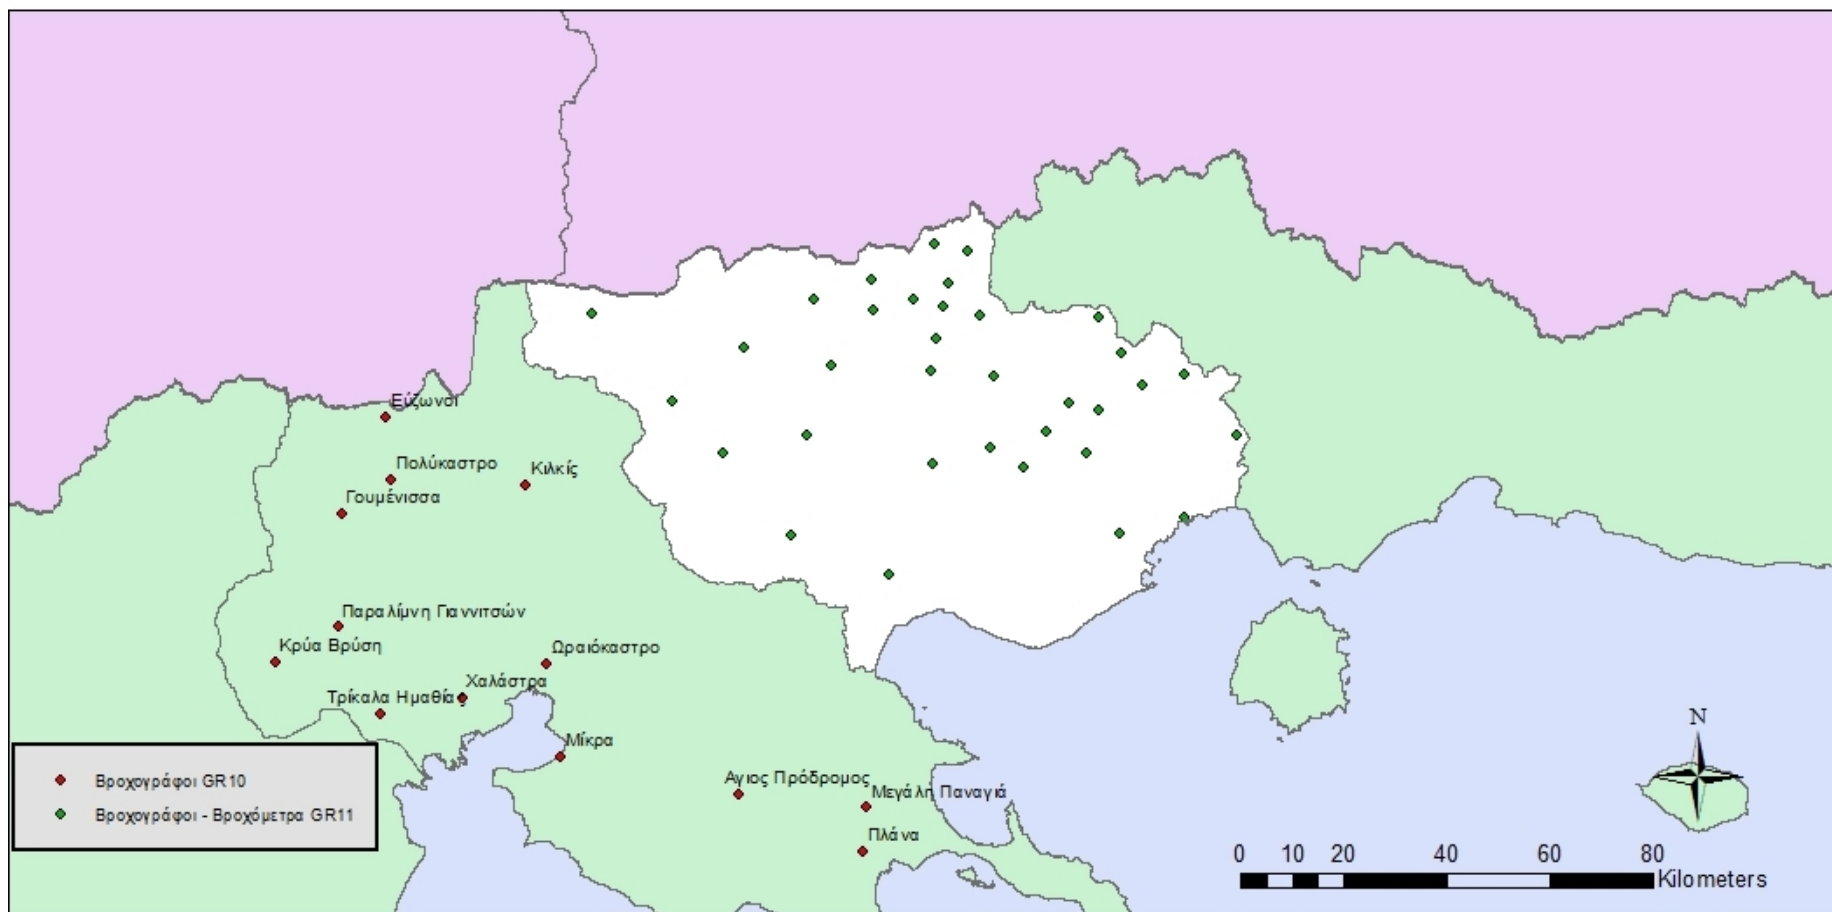 Εύζωνοι
Πολύκαστρο
Κιλκίς
Γουμένισσα
Παραλίμνη Γιαννιτσών
Κρύα Βρύση
Ωραιόκαστρο
Χαλάστρα
Τρίκαλα Ημαθίας
Μίκρα
Αγιος Πρόδρομος
Μεγάλη Παναγιά
Πλάνα
Βροχογράφοι GR10
Βροχογράφοι - Βροχόμετρα GR11
N
0 10 20 40 60 80
Kilometers